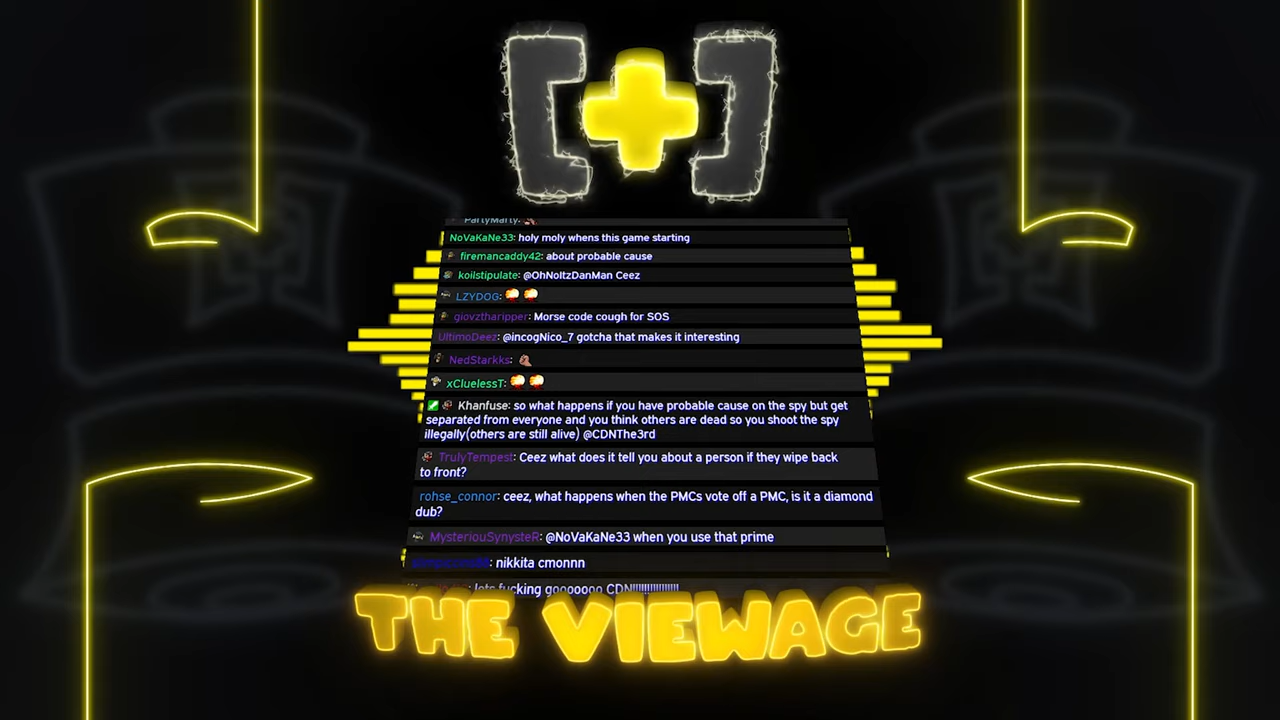 PartyMarty:
NoVaKaNe33: holy moly whens this game starting
firemancaddy42: about probable cause
koilstipulate: @OhNoItzDanMan Ceez
LZYDOG:
giovztharipper: Morse code cough for SOS
UltimoDeez: @incogNico_7 gotcha that makes it interesting
NedStarkks:
xCluelessT:
Khanfuse: so what happens if you have probable cause on the spy but get
separated from everyone and you think others are dead so you shoot the spy
illegally(others are still alive) @CDNThe3rd
TrulyTempest: Ceez what does it tell you about a person if they wipe back
to front?
rohse_connor: ceez, what happens when the PMCs vote off a PMC, is it a diamond
dub?
MysteriouSynysteR: @NoVaKaNe33 when you use that prime
: nikkita cmonnn
: lets fucking gooooooo CDN!!!!!!!!!!!!!!!!!
THE VIEWAGE